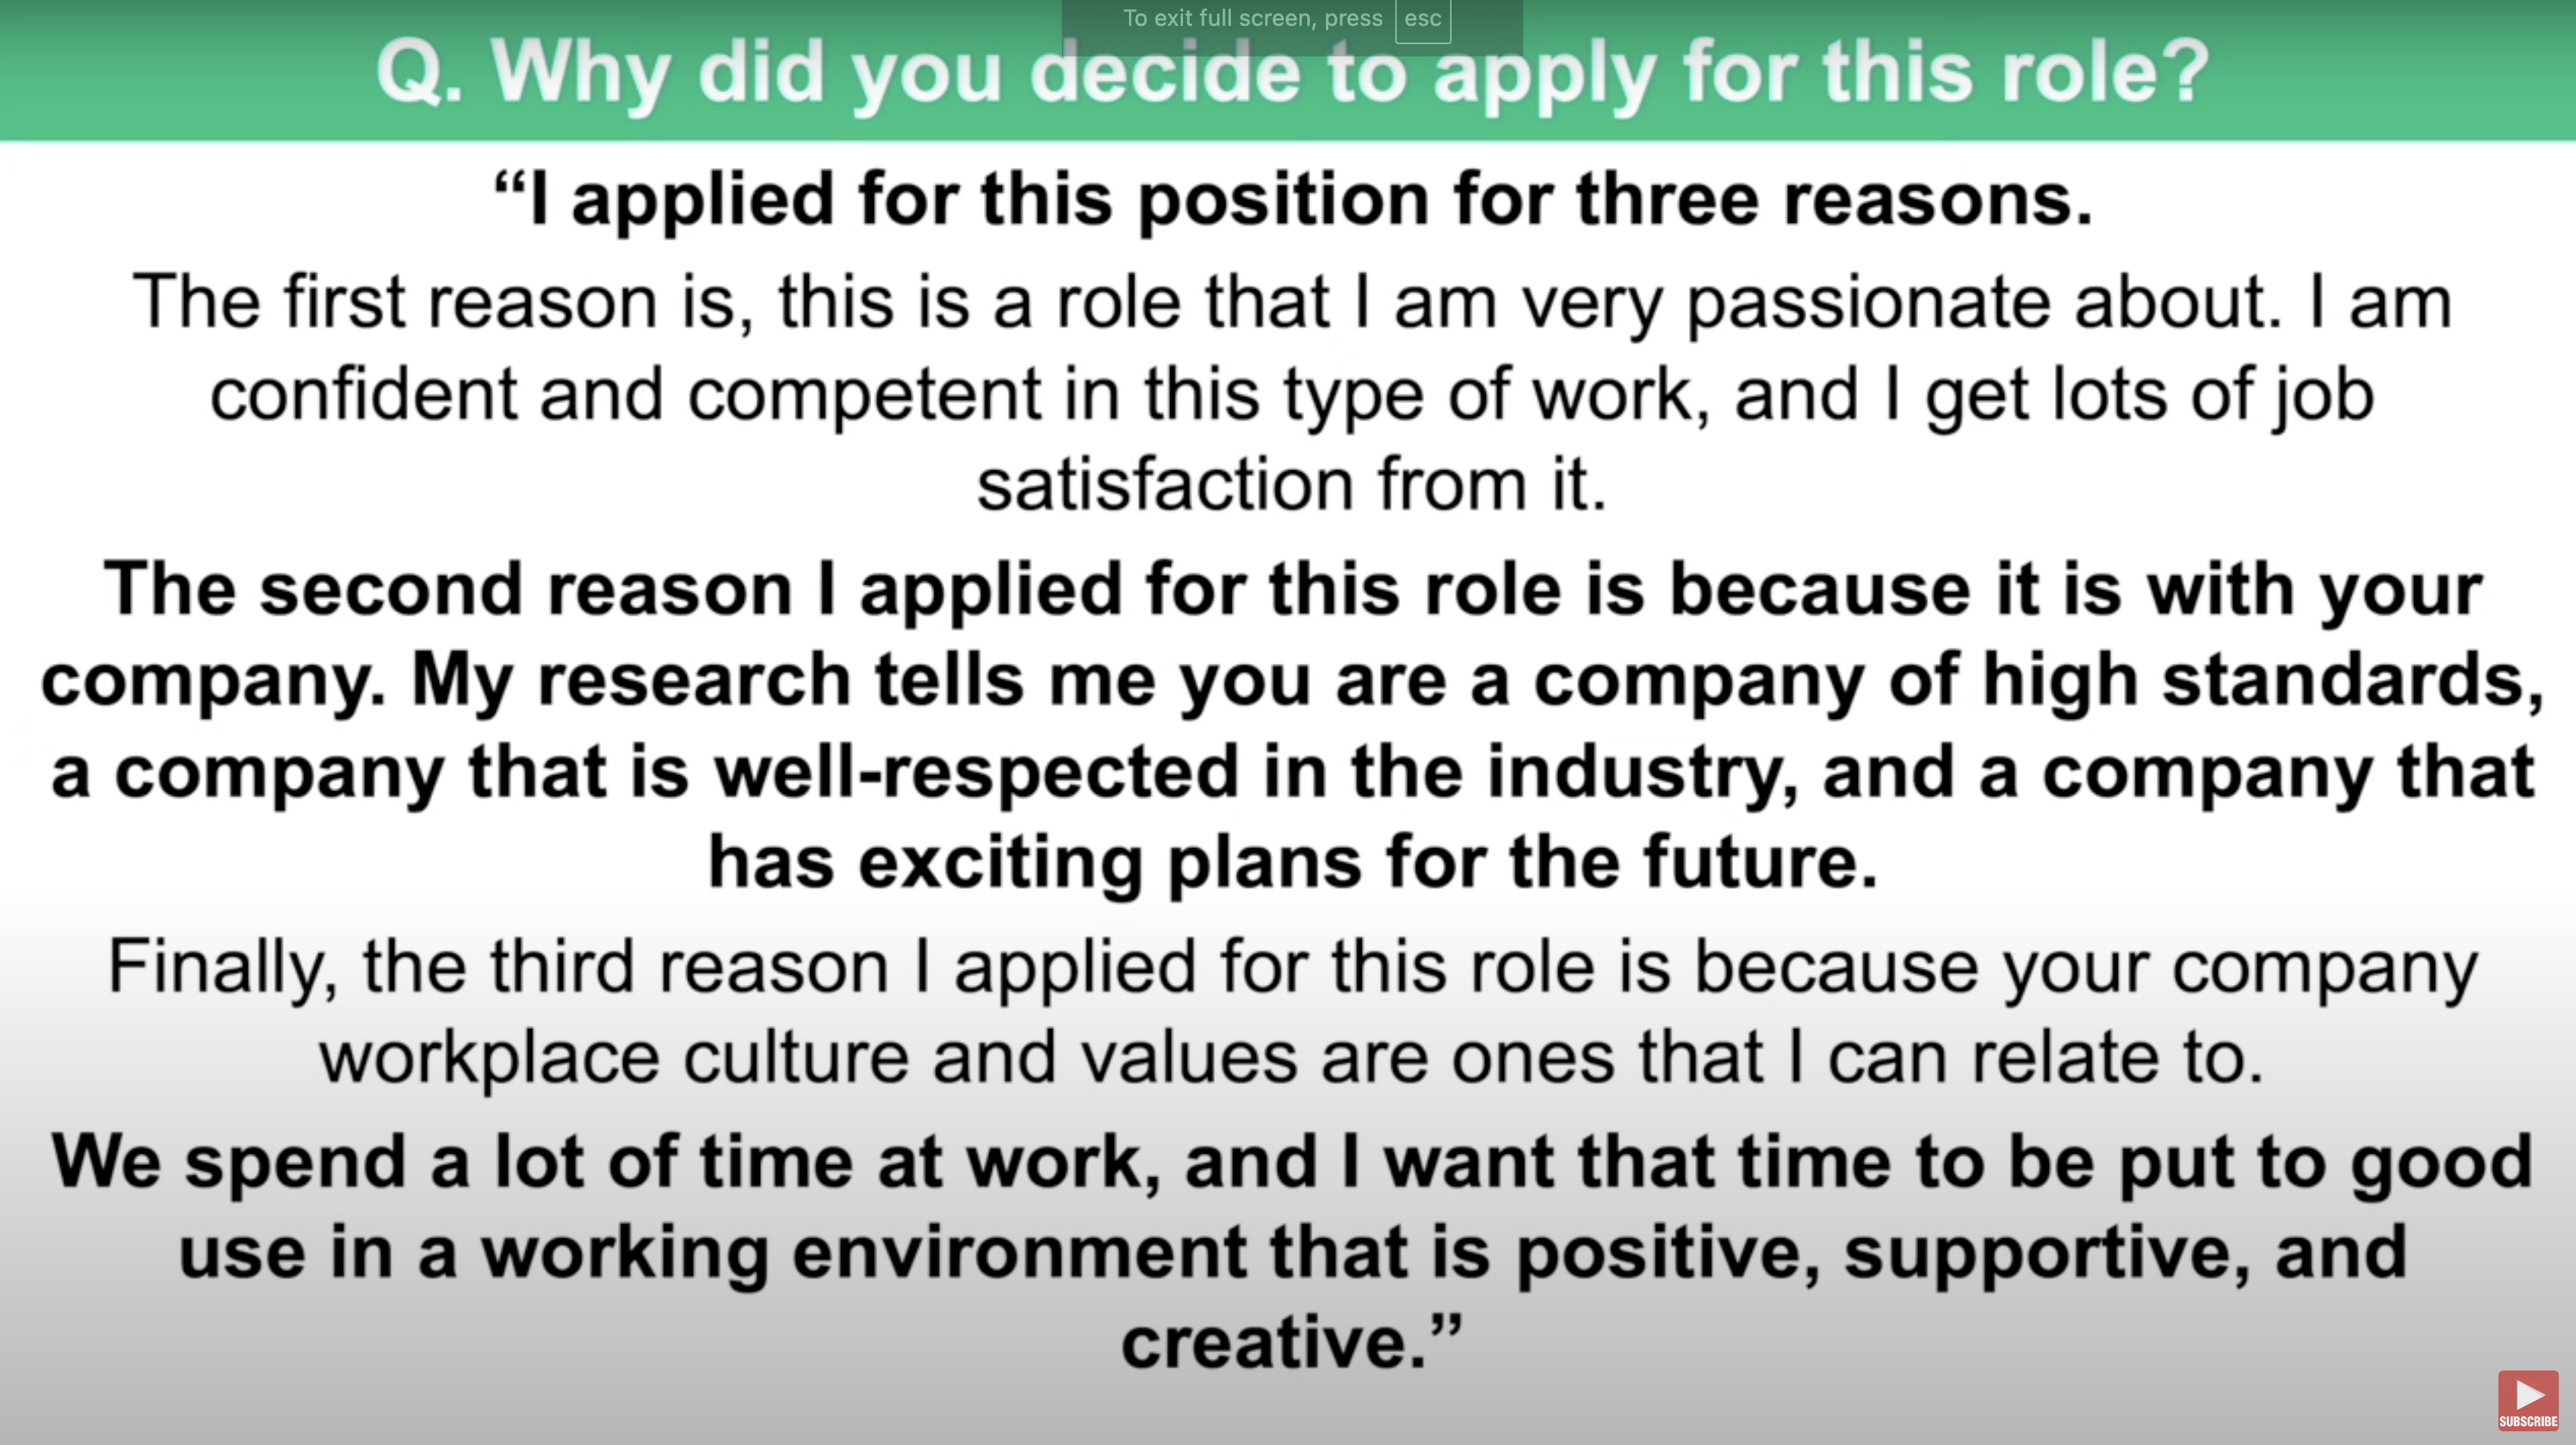 To exit full screen, press esc
Q. Why did you decide to apply for this role?
“I applied for this position for three reasons.
The first reason is, this is a role that I am very passionate about. I am
confident and competent in this type of work, and I get lots of job
satisfaction from it.
The second reason I applied for this role is because it is with your
company. My research tells me you are a company of high standards,
a company that is well-respected in the industry, and a company that
has exciting plans for the future.
Finally, the third reason I applied for this role is because your company
workplace culture and values are ones that I can relate to.
We spend a lot of time at work, and I want that time to be put to good
use in a working environment that is positive, supportive, and
creative.”
SUBSCRIBE